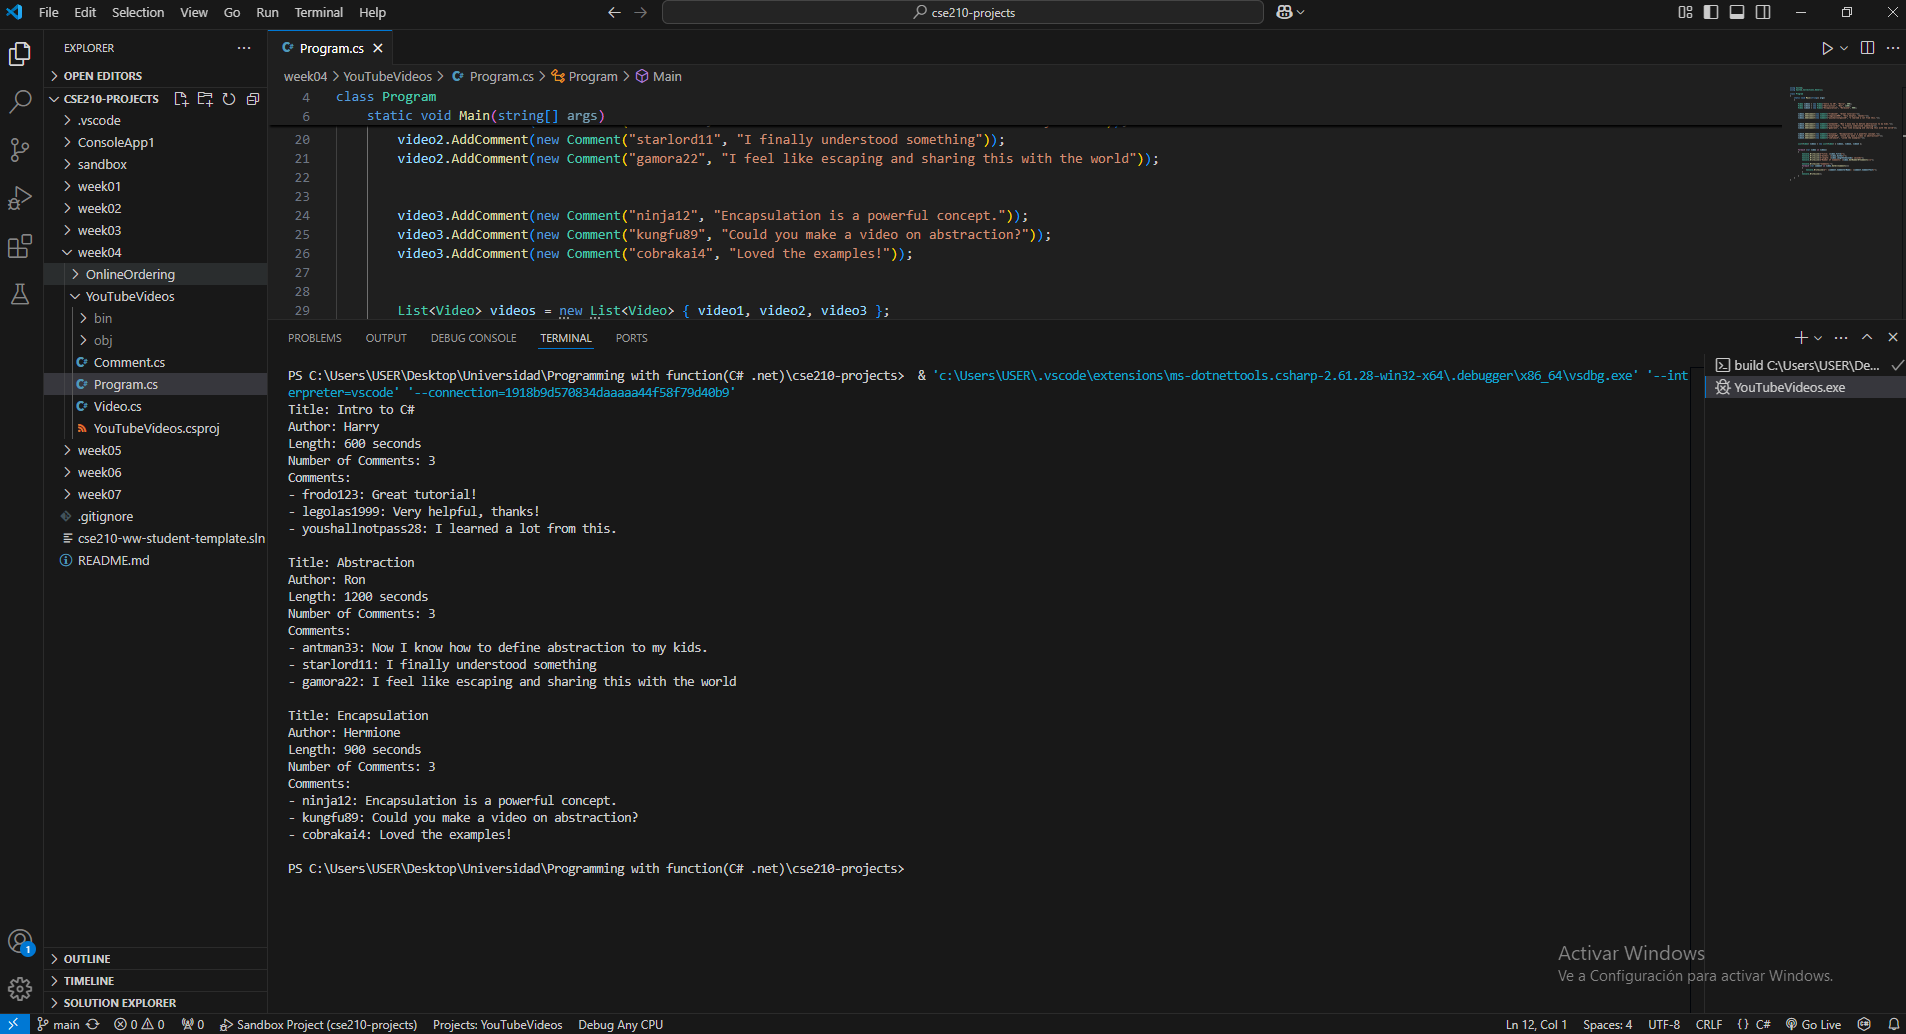 File Edit Selection View Go Run Terminal Help
cse210-projects
EXPLORER
OPEN EDITORS
CSE210-PROJECTS
.vscode
ConsoleApp1
sandbox
week01
week02
week03
week04
OnlineOrdering
YouTubeVideos
bin
obj
Comment.cs
Program.cs
Video.cs
YouTubeVideos.csproj
week05
week06
week07
.gitignore
cse210-ww-student-template.sln
README.md
OUTLINE
TIMELINE
SOLUTION EXPLORER
Program.cs
week04 > YouTubeVideos > Program.cs > Program > Main
4 class Program
6 static void Main(string[] args)
20 video2.AddComment(new Comment("starlord11", "I finally understood something"));
21 video2.AddComment(new Comment("gamora22", "I feel like escaping and sharing this with the world"));
22
23
24 video3.AddComment(new Comment("ninja12", "Encapsulation is a powerful concept."));
25 video3.AddComment(new Comment("kungfu89", "Could you make a video on abstraction?"));
26 video3.AddComment(new Comment("cobrakai4", "Loved the examples!"));
27
28
29 List<Video> videos = new List<Video> { video1, video2, video3 };
PROBLEMS OUTPUT DEBUG CONSOLE TERMINAL PORTS
PS C:\Users\USER\Desktop\Universidad\Programming with function(C# .net)\cse210-projects> & 'c:\Users\USER\.vscode\extensions\ms-dotnettools.csharp-2.61.28-win32-x64\.debugger\x86_64\vsdbg.exe' '--int
erpreter=vscode' '--connection=1918b9d570834daaaaa44f58f79d40b9'
Title: Intro to C#
Author: Harry
Length: 600 seconds
Number of Comments: 3
Comments:
- frodo123: Great tutorial!
- legolas1999: Very helpful, thanks!
- youshallnotpass28: I learned a lot from this.
Title: Abstraction
Author: Ron
Length: 1200 seconds
Number of Comments: 3
Comments:
- antman33: Now I know how to define abstraction to my kids.
- starlord11: I finally understood something
- gamora22: I feel like escaping and sharing this with the world
Title: Encapsulation
Author: Hermione
Length: 900 seconds
Number of Comments: 3
Comments:
- ninja12: Encapsulation is a powerful concept.
- kungfu89: Could you make a video on abstraction?
- cobrakai4: Loved the examples!
PS C:\Users\USER\Desktop\Universidad\Programming with function(C# .net)\cse210-projects>
build C:\Users\USER\De...
YouTubeVideos.exe
Activar Windows
Ve a Configuración para activar Windows.
1
main 0 0 0 Sandbox Project (cse210-projects) Projects: YouTubeVideos Debug Any CPU Ln 12, Col 1 Spaces: 4 UTF-8 CRLF {} C# Go Live